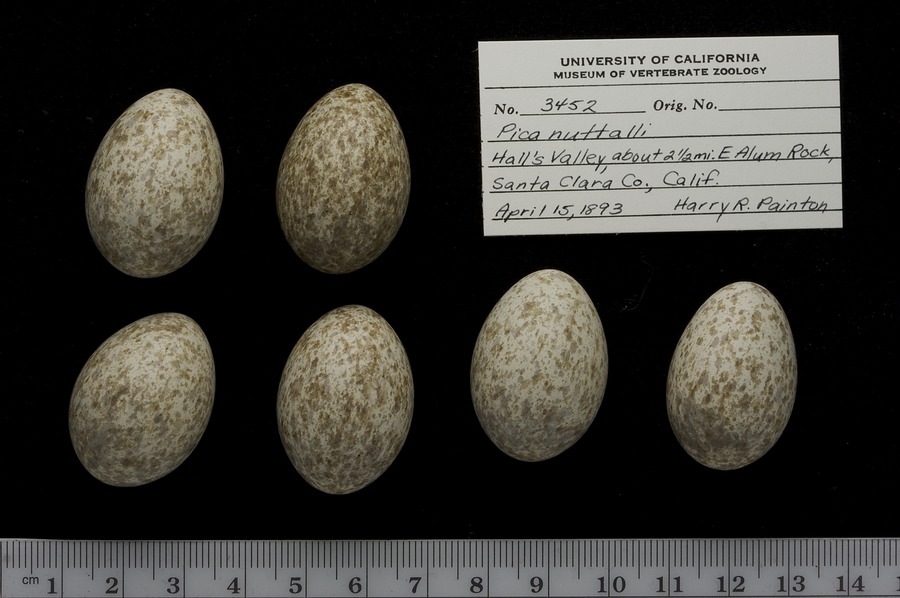 UNIVERSITY OF CALIFORNIA
MUSEUM OF VERTEBRATE ZOOLOGY
No. 3452 Orig. No.
Pica nuttalli
Hall's Valley, about 2½mi. E Alum Rock,
Santa Clara Co., Calif.
April 15, 1893 Harry R. Painton
cm 1 2 3 4 5 6 7 8 9 10 11 12 13 14